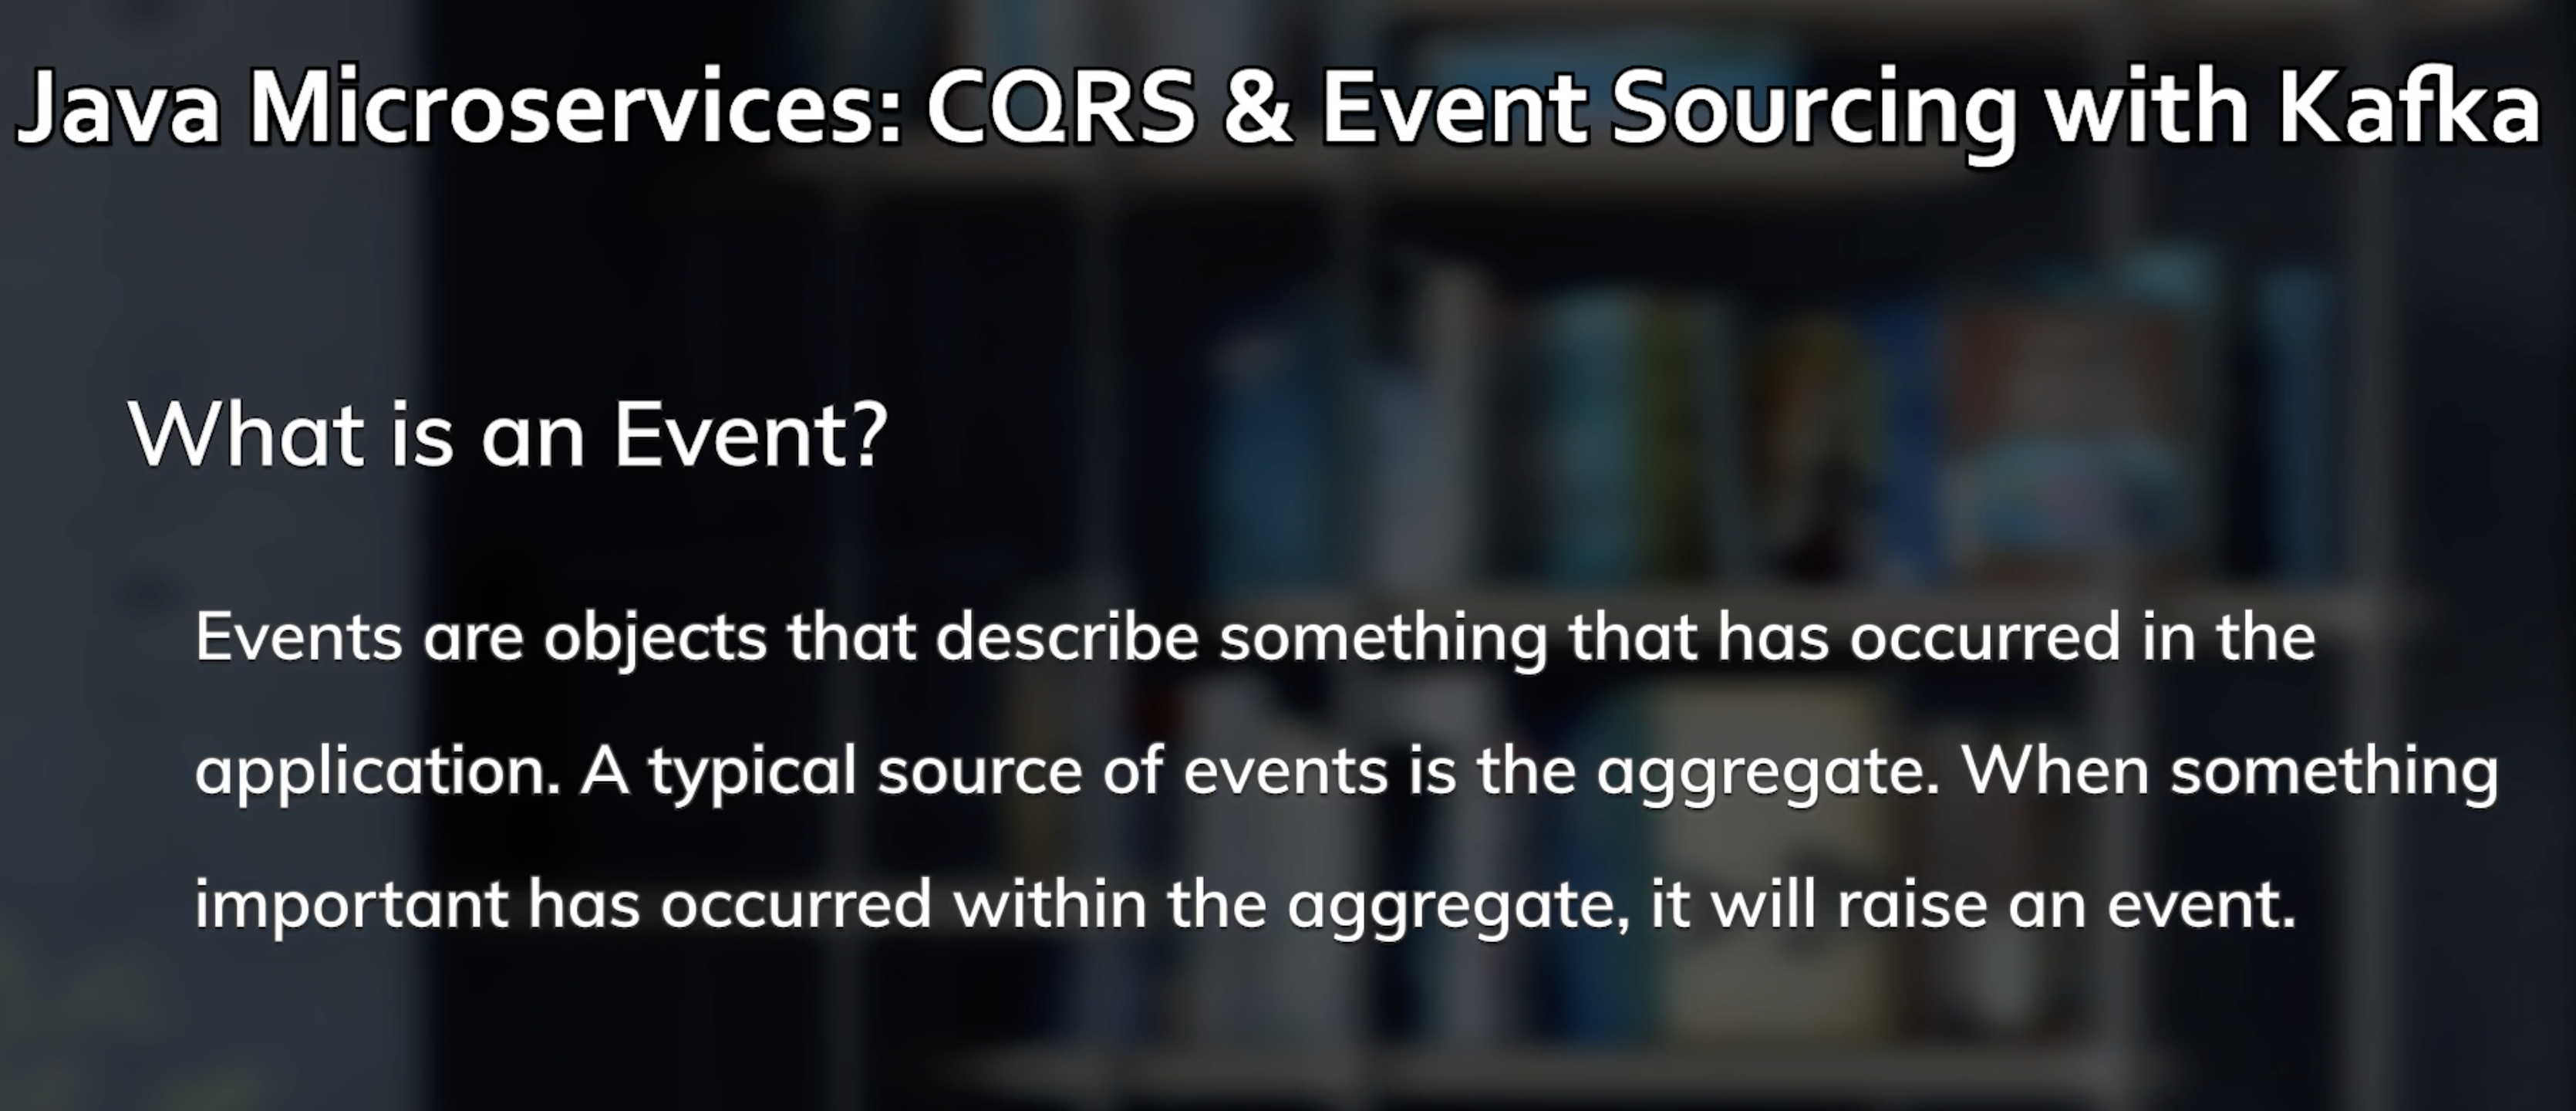 Java Microservices: CQRS & Event Sourcing with Kafka
What is an Event?
Events are objects that describe something that has occurred in the
application. A typical source of events is the aggregate. When something
important has occurred within the aggregate, it will raise an event.